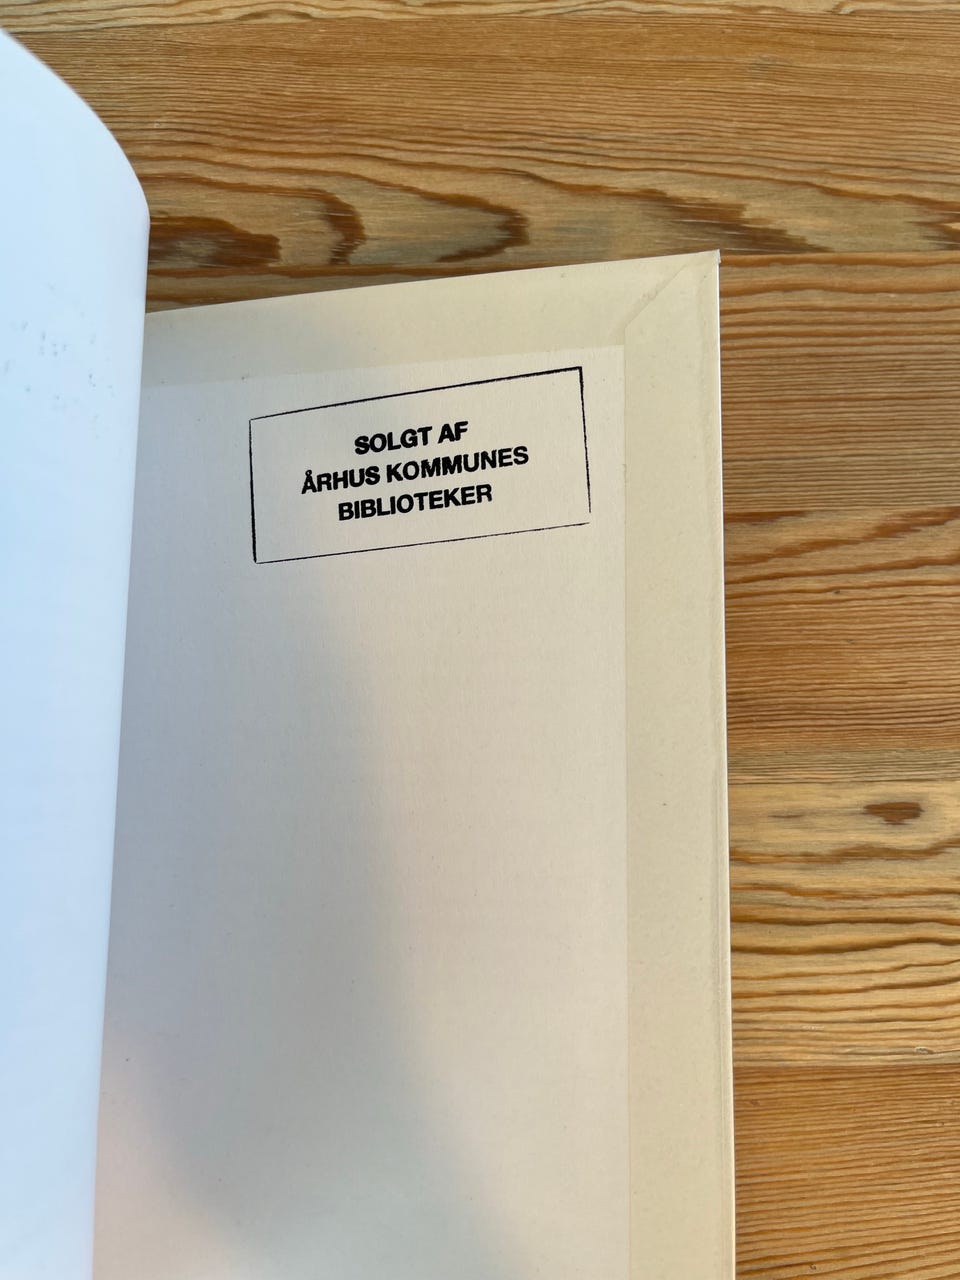 SOLGT AF
ÅRHUS KOMMUNES
BIBLIOTEKER